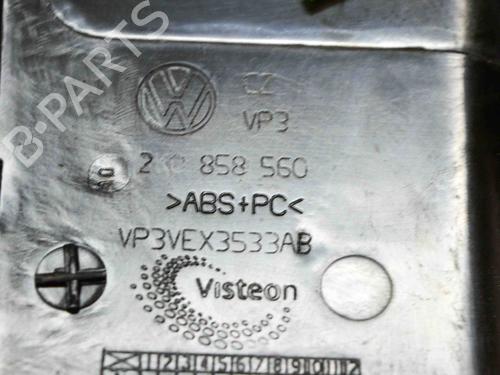 B-PARTS
CZ
VP3
858 560
>ABS+PC<
VP3VEX3533AB
Visteon
1 2 3 4 5 6 7 8 9 10 11 12